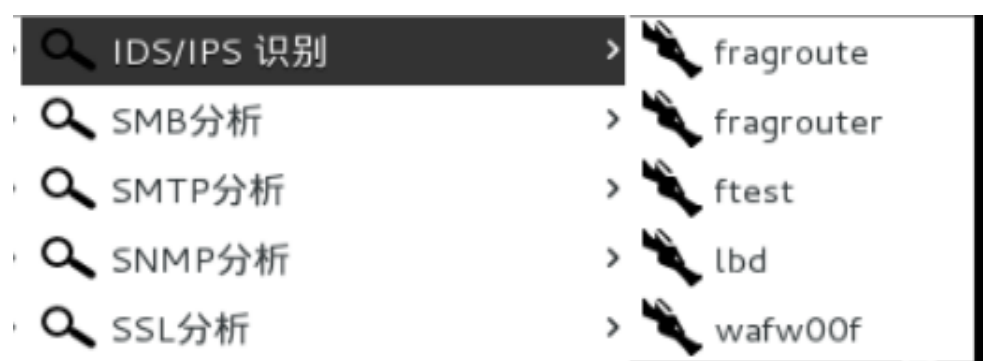 IDS/IPS 识别
SMB分析
SMTP分析
SNMP分析
SSL分析
fragroute
fragrouter
ftest
lbd
wafw00f